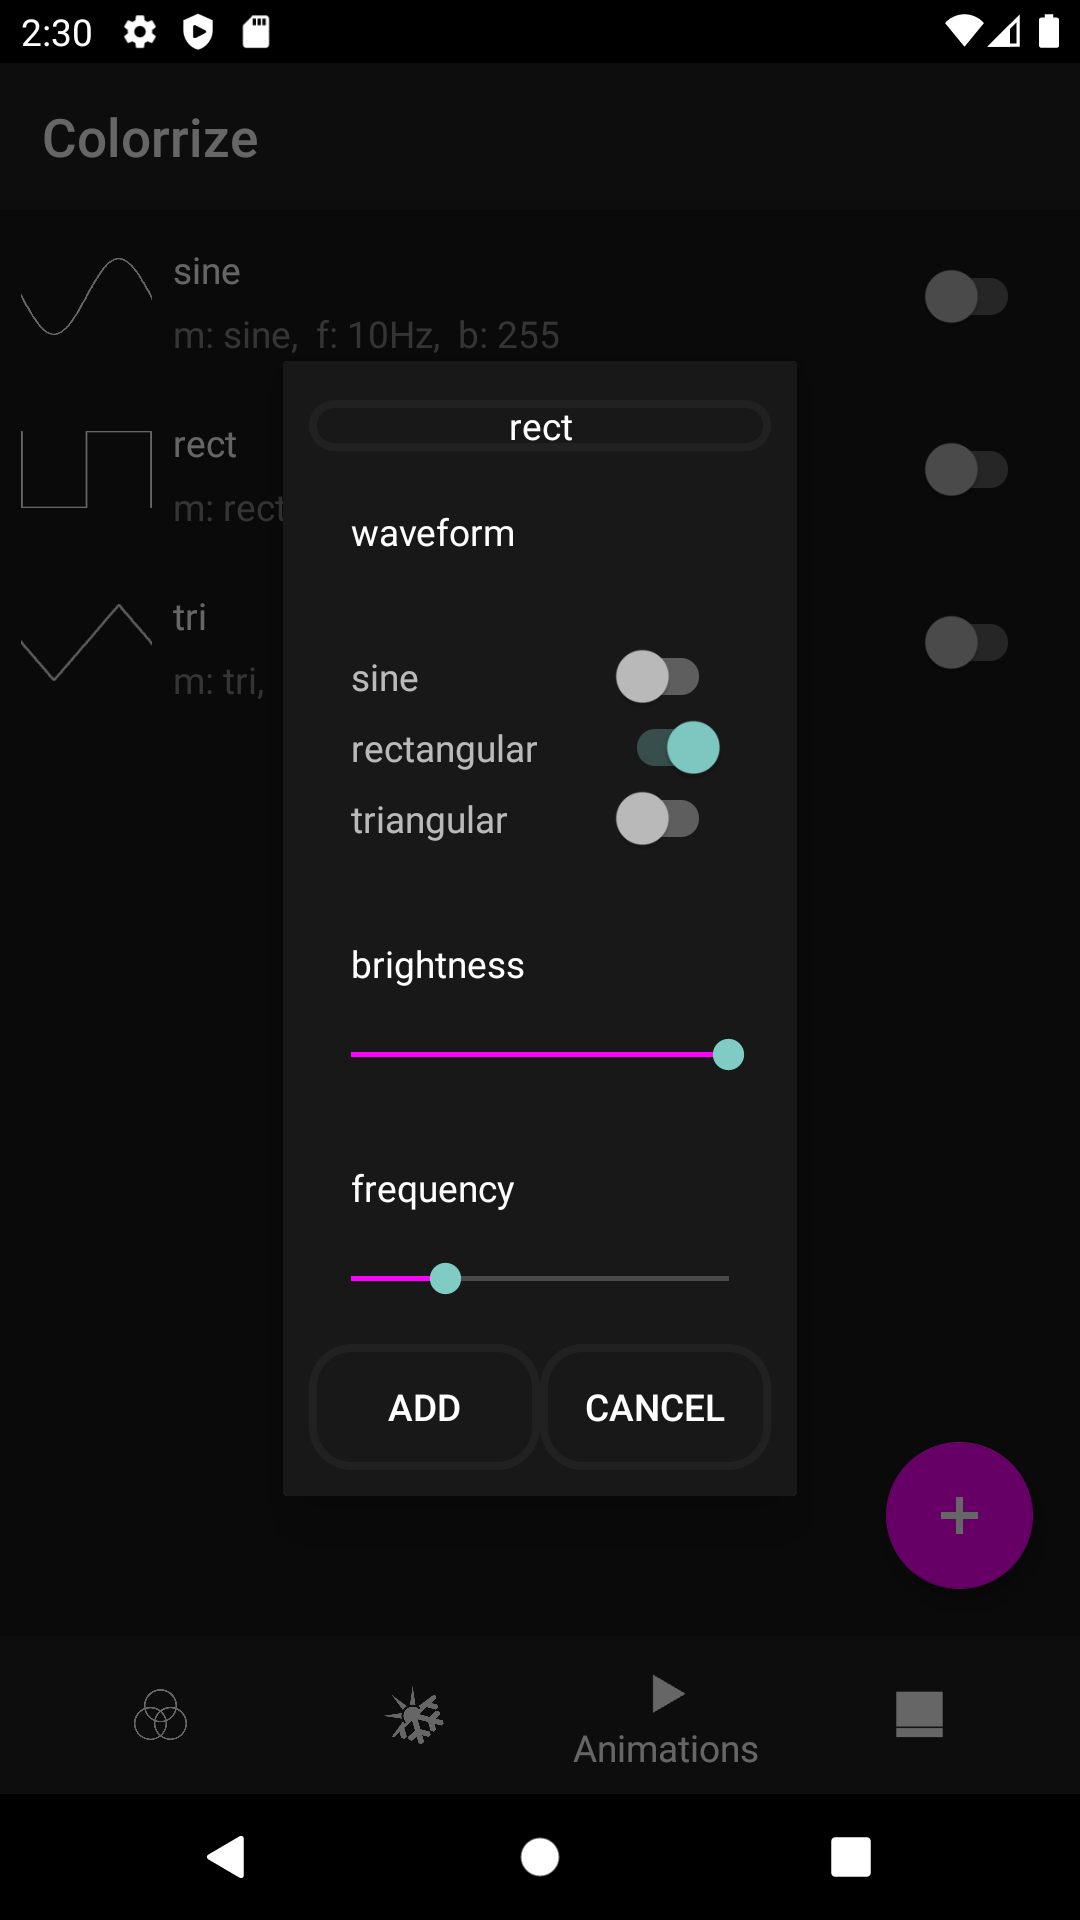 2:30
Colorrize
sine
m: sine,  f: 10Hz,  b: 255
rect
m: rect
tri
m: tri,
rect
waveform
sine
rectangular
triangular
brightness
frequency
ADD CANCEL
Animations